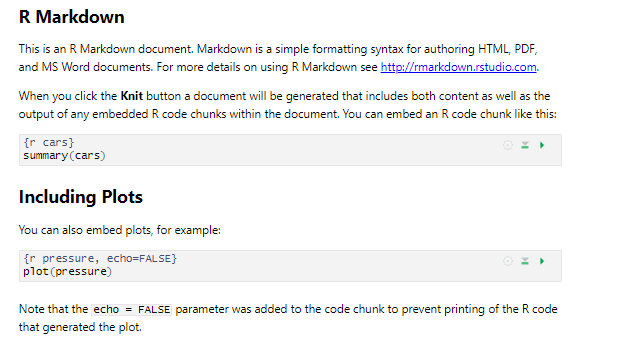 R Markdown
This is an R Markdown document. Markdown is a simple formatting syntax for authoring HTML, PDF,
and MS Word documents. For more details on using R Markdown see http://rmarkdown.rstudio.com.
When you click the Knit button a document will be generated that includes both content as well as the
output of any embedded R code chunks within the document. You can embed an R code chunk like this:
{r cars}
summary(cars)
Including Plots
You can also embed plots, for example:
{r pressure, echo=FALSE}
plot(pressure)
Note that the echo = FALSE parameter was added to the code chunk to prevent printing of the R code
that generated the plot.